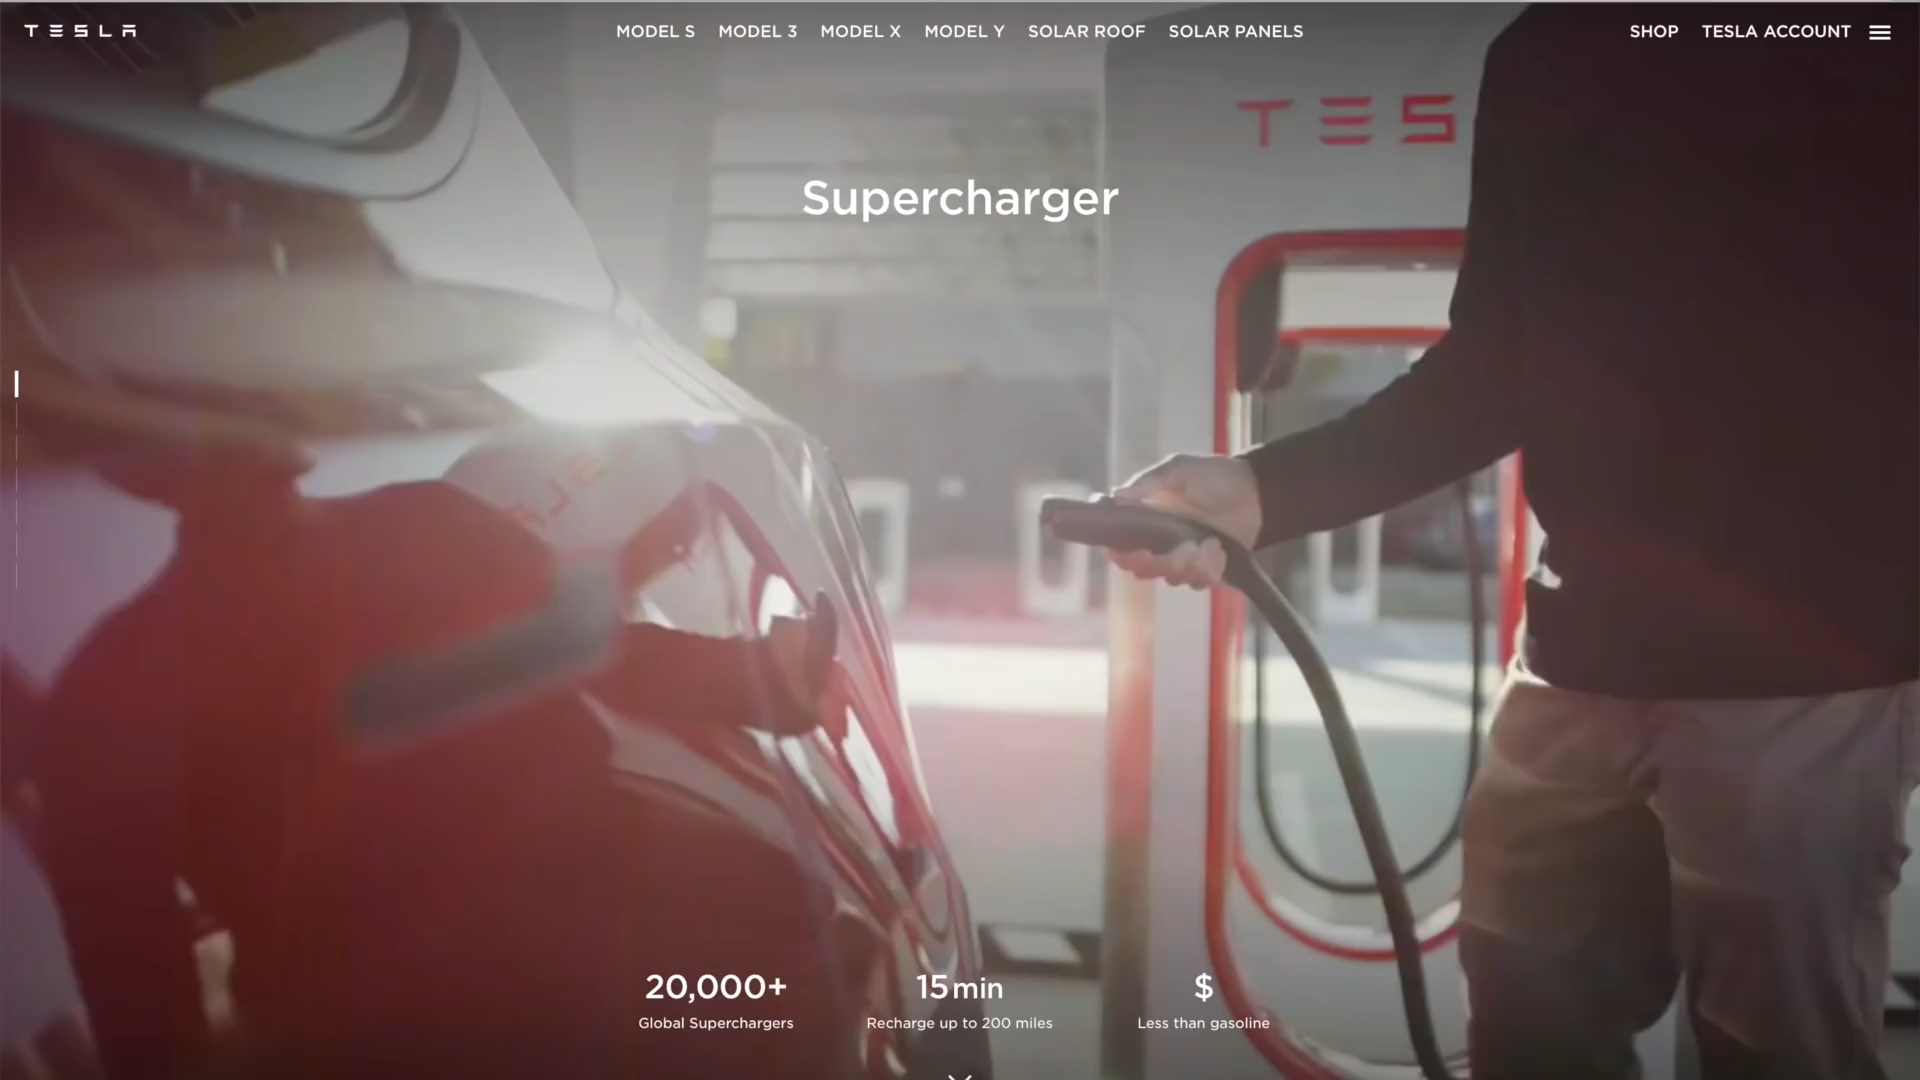 TESLA
MODEL S MODEL 3 MODEL X MODEL Y SOLAR ROOF SOLAR PANELS
SHOP TESLA ACCOUNT
TES
Supercharger
20,000+
Global Superchargers
15 min
Recharge up to 200 miles
$
Less than gasoline